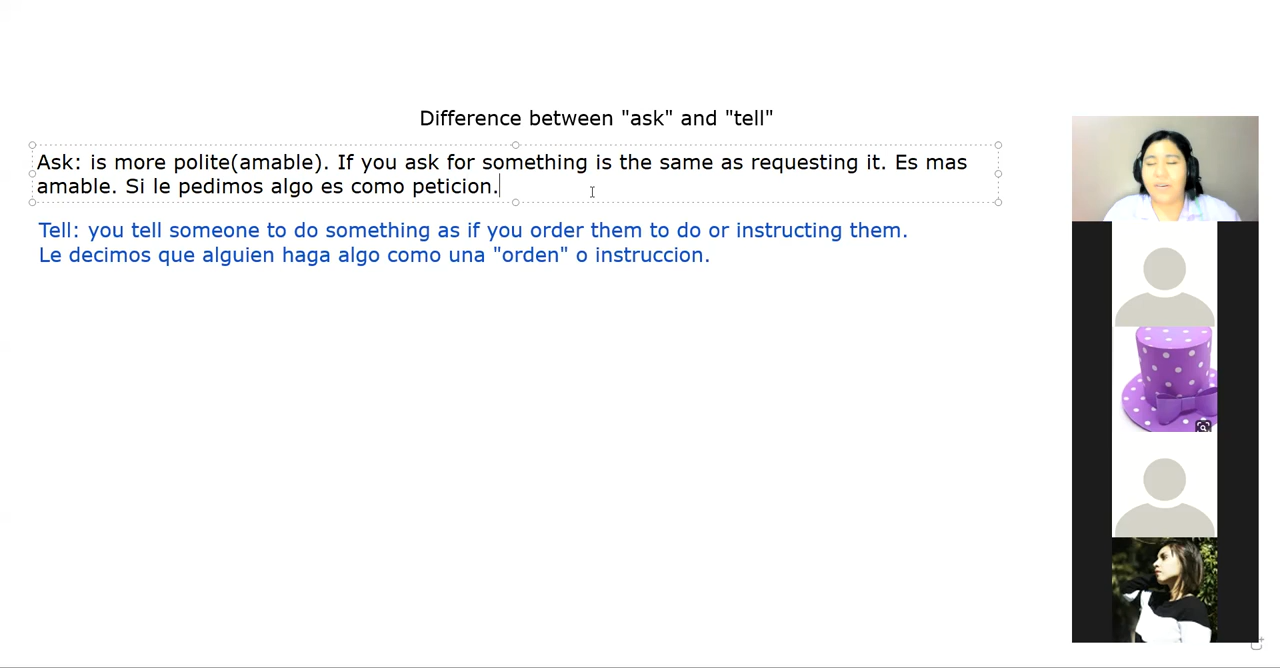 Difference between "ask" and "tell"
Ask: is more polite(amable). If you ask for something is the same as requesting it. Es mas
amable. Si le pedimos algo es como peticion.
Tell: you tell someone to do something as if you order them to do or instructing them.
Le decimos que alguien haga algo como una "orden" o instruccion.